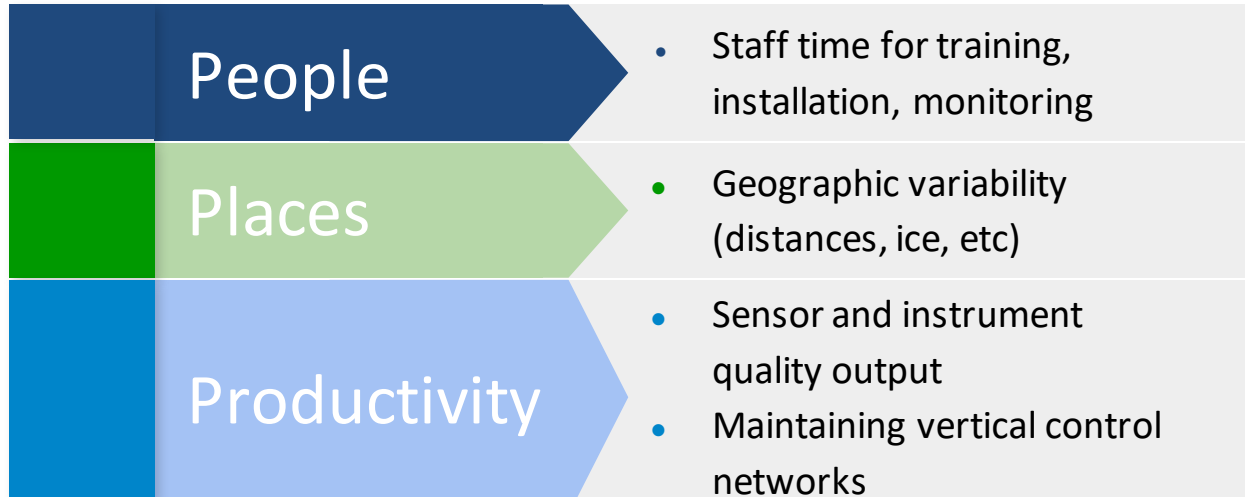 People
• Staff time for training,
installation, monitoring
Places
• Geographic variability
(distances, ice, etc)
Productivity
• Sensor and instrument
quality output
• Maintaining vertical control
networks